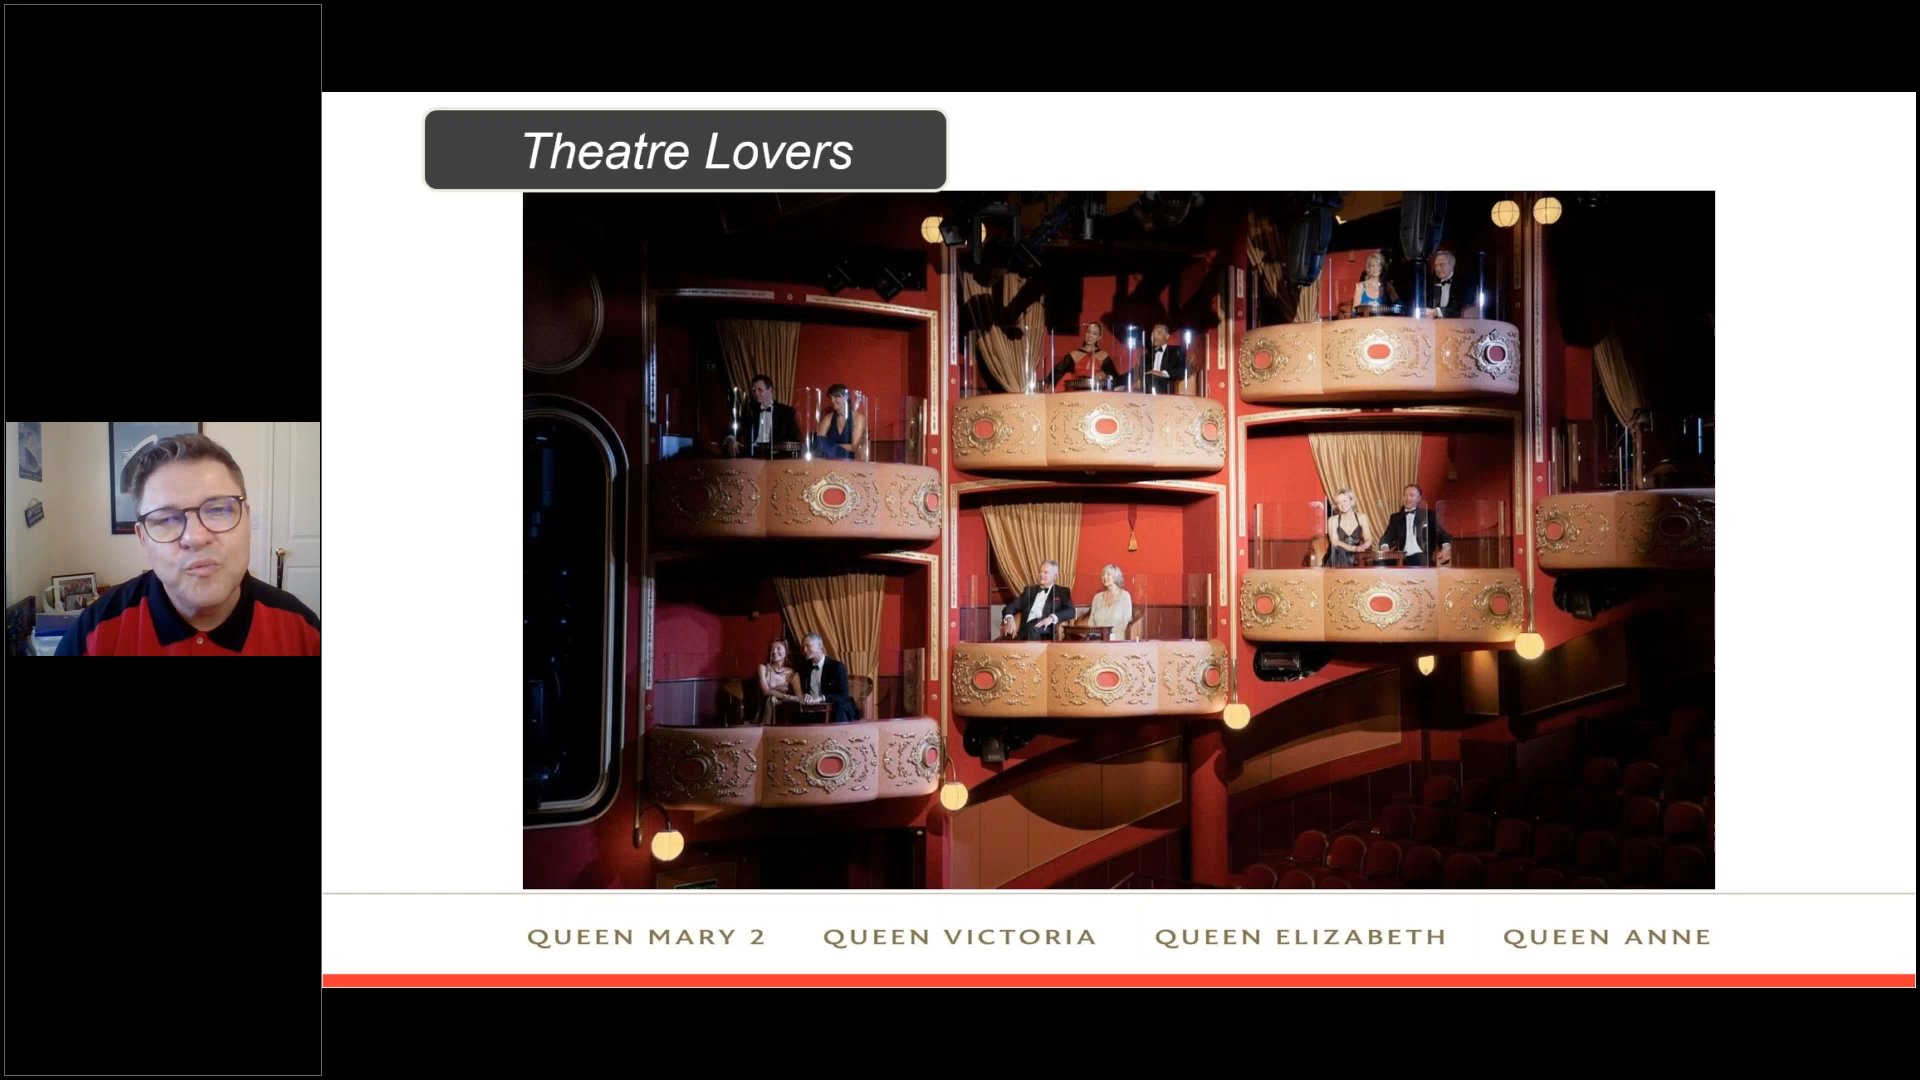 Theatre Lovers
QUEEN MARY 2 QUEEN VICTORIA QUEEN ELIZABETH QUEEN ANNE